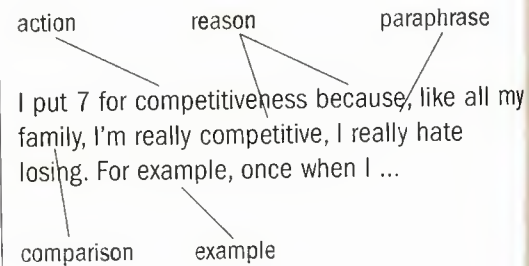 action reason paraphrase
I put 7 for competitiveness because, like all my
family, I'm really competitive, I really hate
losing. For example, once when I ...
comparison example